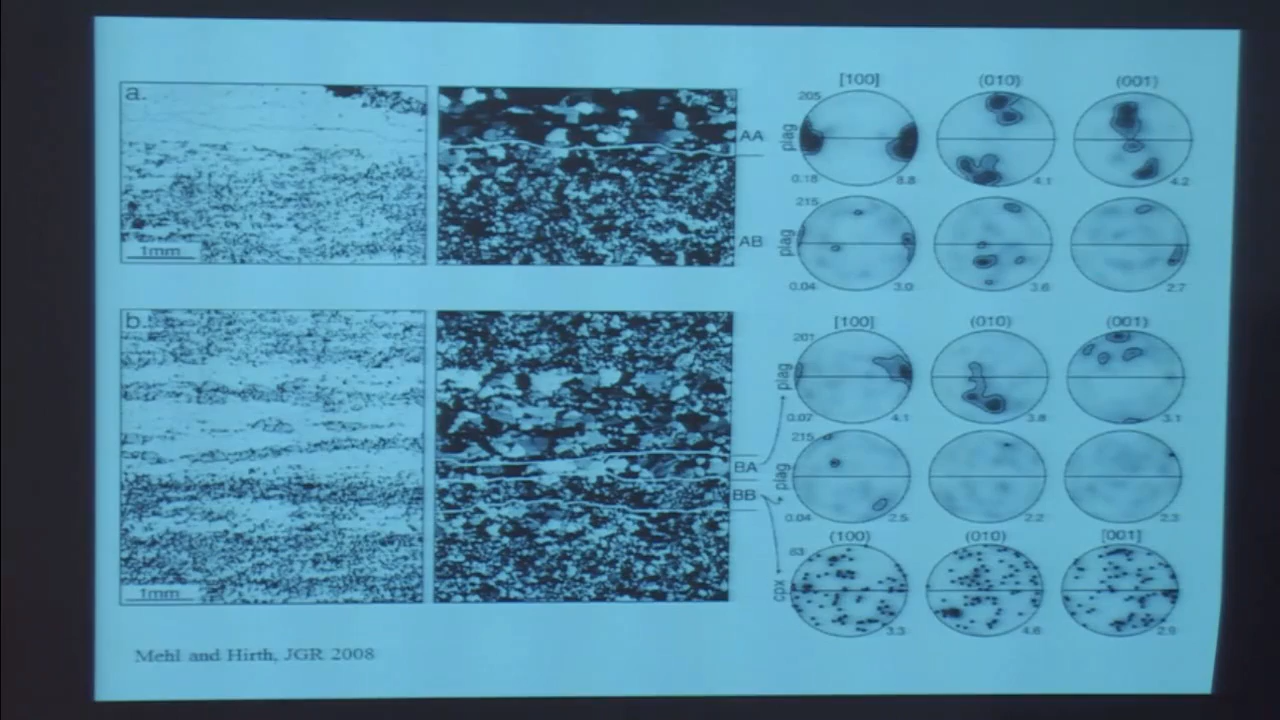 a.
1mm
AA
AB
[100] (010) (001)
plag
205
0.18 8.8 4.1 4.2
plag
215
0.04 3.0 3.6 2.7
b.
1mm
BA
BB
[100] (010) (001)
plag
201
0.07 4.1 3.8 3.1
plag
215
0.04 2.5 2.2 2.3
(100) (010) [001]
cpx
83
3.3 4.6 2.9
Mehl and Hirth, JGR 2008